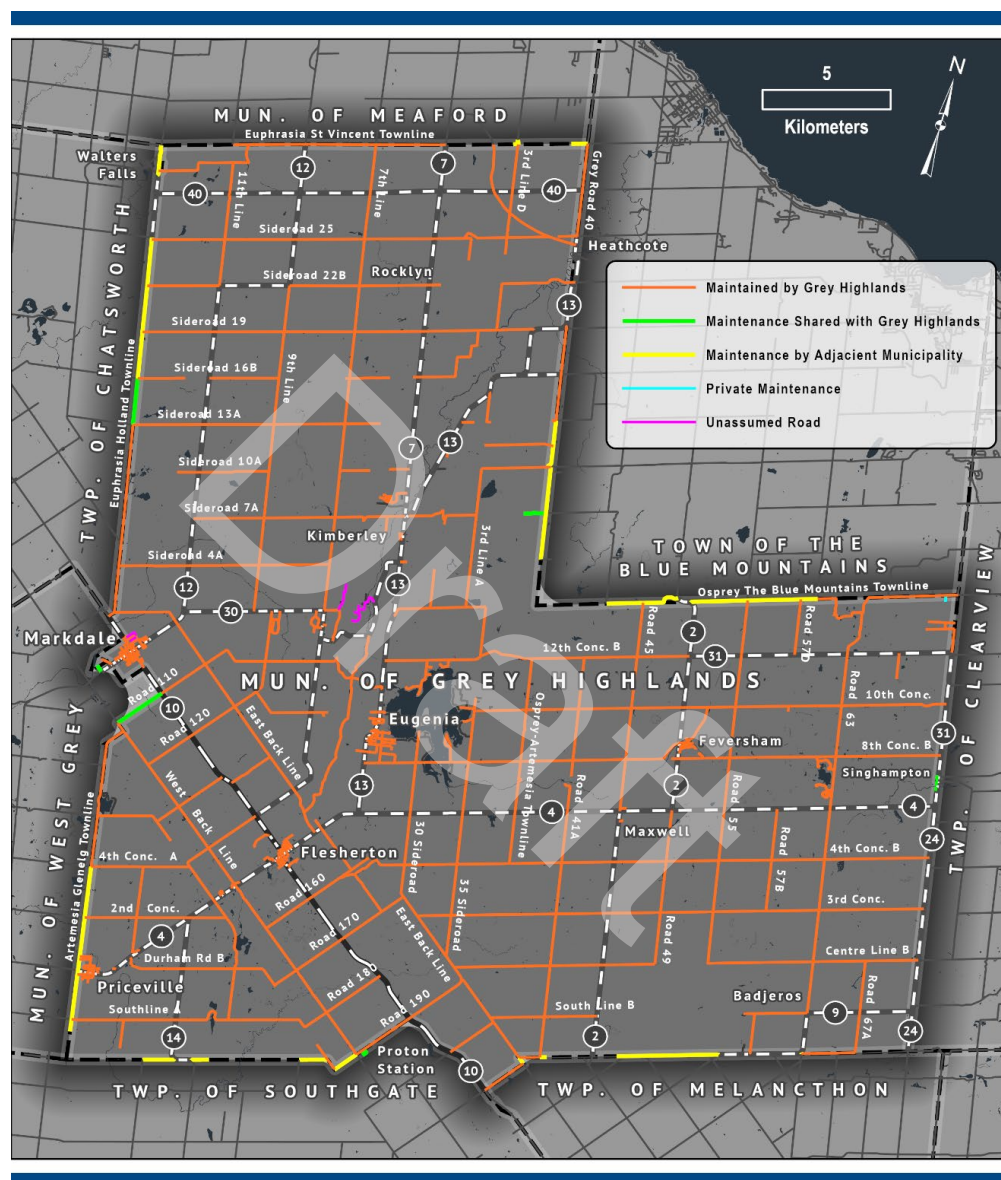 5
Kilometers
N
MUN. OF MEAFORD
Euphrasia St Vincent Townline
Walters
Falls
12
7
40
40
11th Line
7th Line
3rd Line D
Grey Road 40
Sideroad 25
Heathcote
TWP. OF CHATSWORTH
Euphrasia Holland Townline
Sideroad 22B
Rocklyn
13
Maintained by Grey Highlands
Maintenance Shared with Grey Highlands
Maintenance by Adjacent Municipality
Private Maintenance
Unassumed Road
Sideroad 19
9th Line
Sideroad 16B
Sideroad 13A
7
13
Sideroad 10A
Sideroad 7A
Kimberley
3rd Line A
Sideroad 4A
12
30
13
TOWN OF THE
BLUE MOUNTAINS
Osprey The Blue Mountains Townline
TWP. OF CLEARVIEW
Markdale
Road 45
2
31
Road 57D
12th Conc. B
MUN. OF GREY HIGHLANDS
Road 110
10
Road 120
East Back Line
Eugenia
Osprey-Artemesia Townline
Road 63
10th Conc.
31
Feversham
8th Conc. B
Singhampton
MUN. OF WEST GREY
Artemesia Glenelg Townline
West Back Line
13
2
4
4
Road 41A
Road 55
Maxwell
24
30 Sideroad
Road 57B
4th Conc. A
Flesherton
4th Conc. B
2nd Conc.
Road 160
35 Sideroad
3rd Conc.
4
Road 170
East Back Line
Road 49
Durham Rd B
Centre Line B
Priceville
Road 180
Road 190
Badjeros
Road 67A
Southline A
South Line B
9
14
2
24
Proton
Station
10
TWP. OF SOUTHGATE
TWP. OF MELANCTHON
Draft